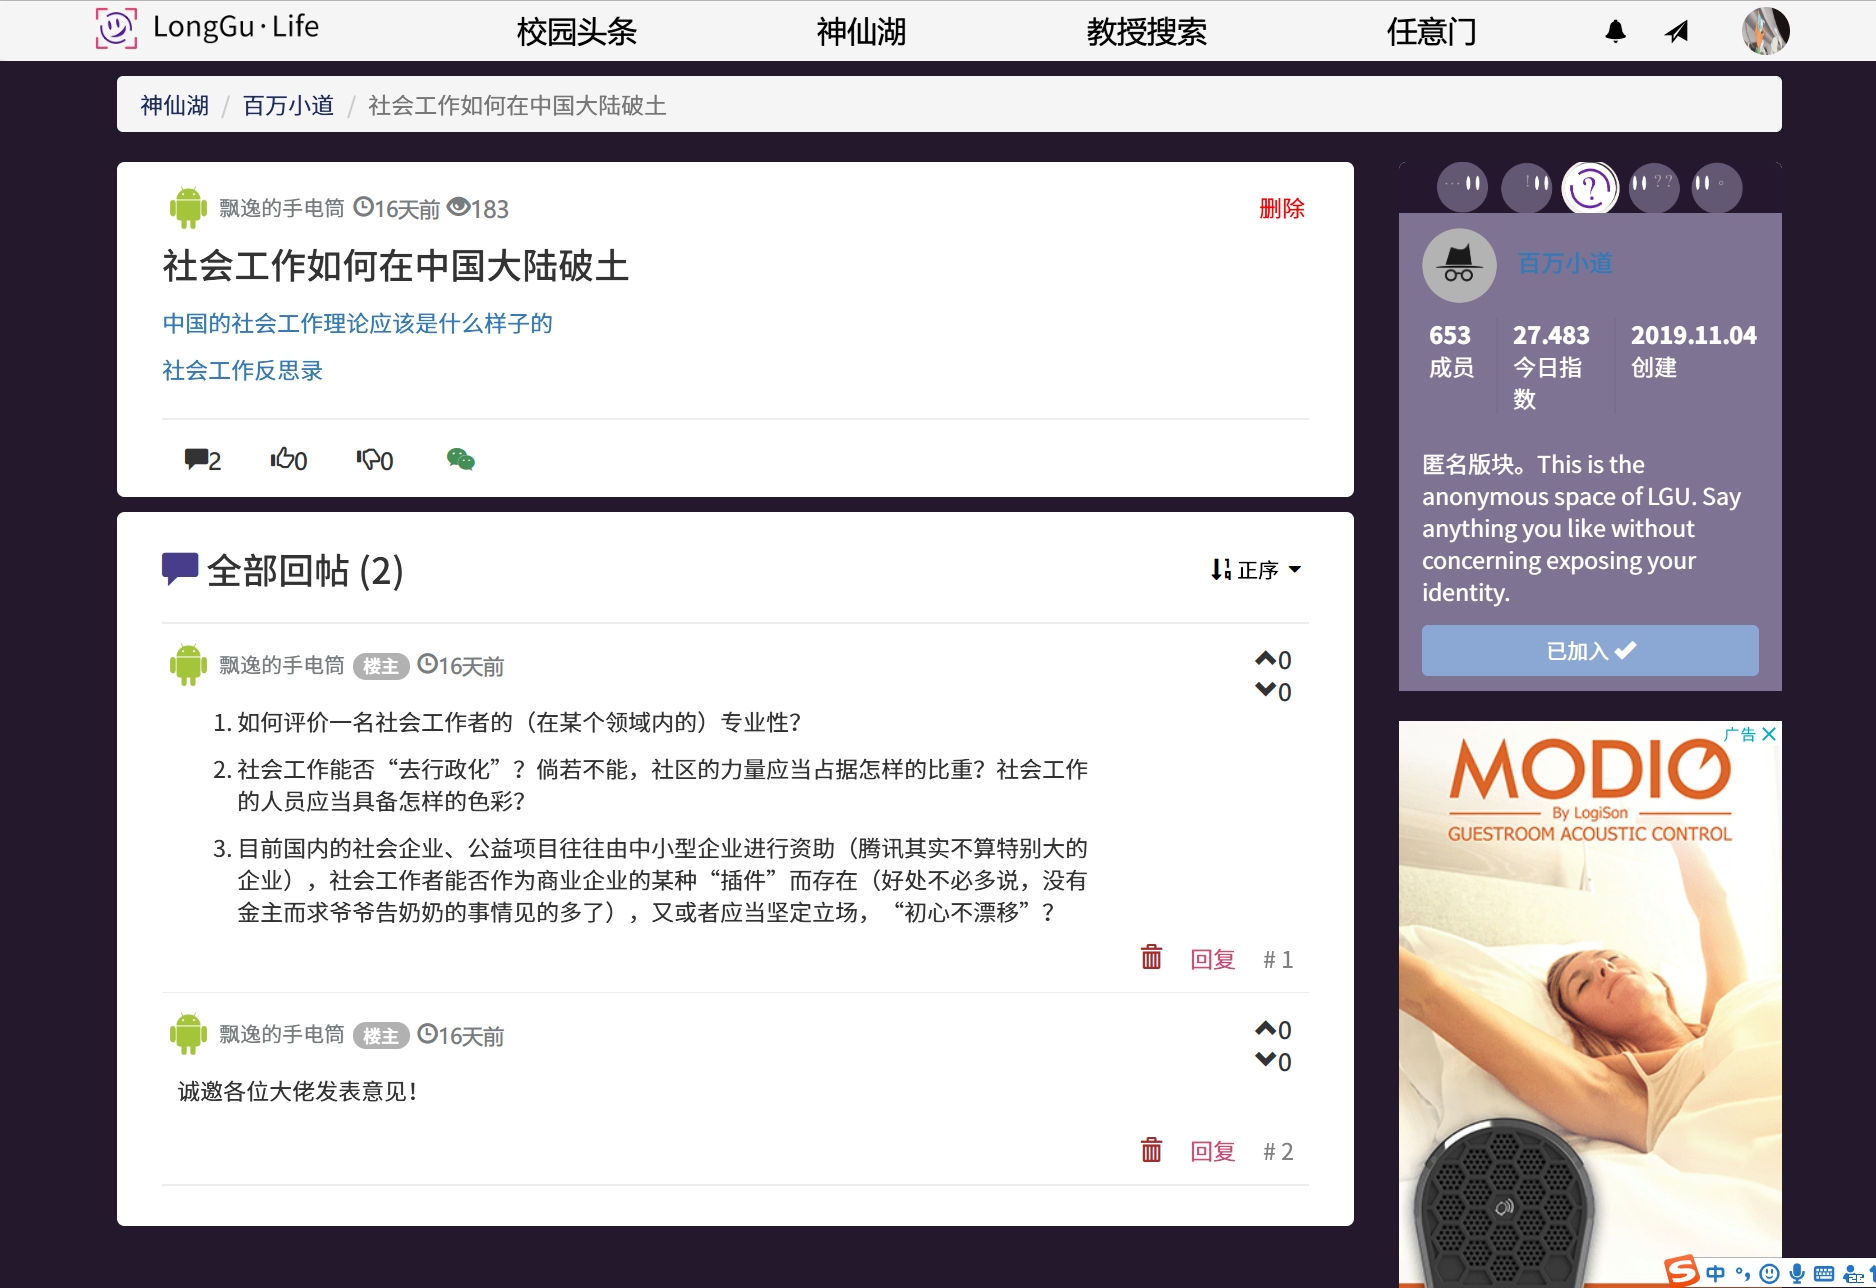 LongGu·Life 校园头条 神仙湖 教授搜索 任意门
神仙湖 / 百万小道 / 社会工作如何在中国大陆破土
飘逸的手电筒 16天前 183 删除
社会工作如何在中国大陆破土
中国的社会工作理论应该是什么样子的
社会工作反思录
2 0 0
全部回帖 (2) 正序
飘逸的手电筒 楼主 16天前 0
0
1. 如何评价一名社会工作者的（在某个领域内的）专业性？
2. 社会工作能否“去行政化”？倘若不能，社区的力量应当占据怎样的比重？社会工作
的人员应当具备怎样的色彩？
3. 目前国内的社会企业、公益项目往往由中小型企业进行资助（腾讯其实不算特别大的
企业），社会工作者能否作为商业企业的某种“插件”而存在（好处不必多说，没有
金主而求爷爷告奶奶的事情见的多了），又或者应当坚定立场，“初心不漂移”？
回复 # 1
飘逸的手电筒 楼主 16天前 0
0
诚邀各位大佬发表意见！
回复 # 2
... ! ? ?? 。
百万小道
653 27.483 2019.11.04
成员 今日指 创建
数
匿名版块。This is the
anonymous space of LGU. Say
anything you like without
concerning exposing your
identity.
已加入
广告
MODIO
By LogiSon
GUESTROOM ACOUSTIC CONTROL
S 中